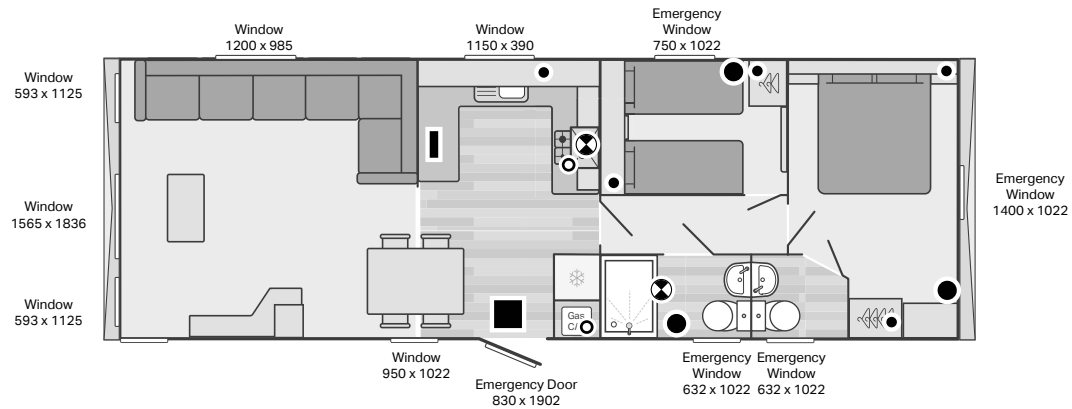 Emergency
Window
750 x 1022
Window
1200 x 985
Window
1150 x 390
Window
593 x 1125
Window
1565 x 1836
Emergency
Window
1400 x 1022
Window
593 x 1125
Gas
Window
950 x 1022
Emergency Door
830 x 1902
Emergency
Window
632 x 1022
Emergency
Window
632 x 1022